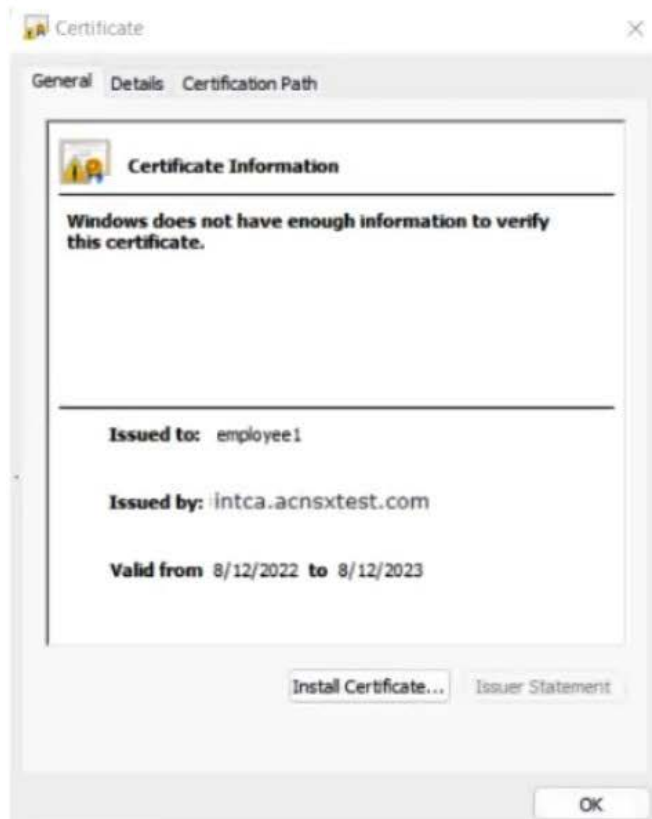 Certificate
General Details Certification Path
Certificate Information
Windows does not have enough information to verify
this certificate.
Issued to: employee1
Issued by: intca.acnsxtest.com
Valid from 8/12/2022 to 8/12/2023
Install Certificate... Issuer Statement
OK